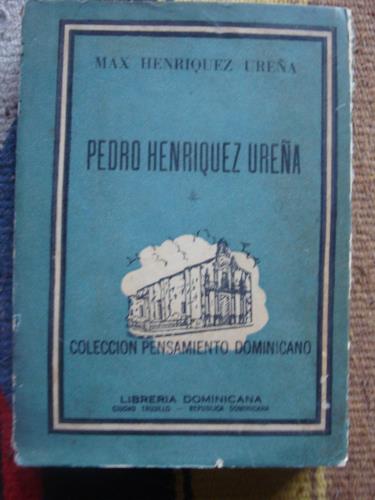 MAX HENRIQUEZ UREÑA
PEDRO HENRIQUEZ UREÑA
COLECCION PENSAMIENTO DOMINICANO
LIBRERIA DOMINICANA
CIUDAD TRUJILLO - REPUBLICA DOMINICANA